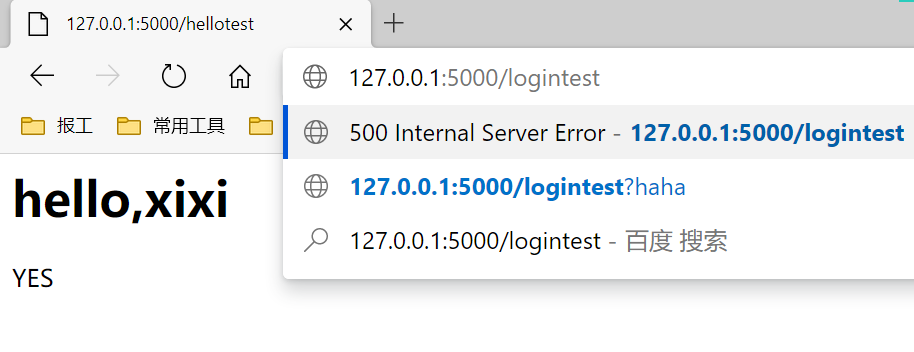 127.0.0.1:5000/hellotest
127.0.0.1:5000/logintest
报工 常用工具
500 Internal Server Error - 127.0.0.1:5000/logintest
127.0.0.1:5000/logintest?haha
hello,xixi
127.0.0.1:5000/logintest - 百度 搜索
YES